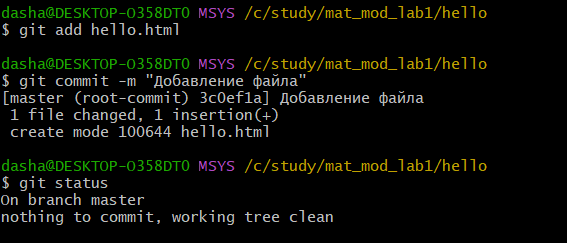 dasha@DESKTOP-O358DT0 MSYS /c/study/mat_mod_lab1/hello
$ git add hello.html
dasha@DESKTOP-O358DT0 MSYS /c/study/mat_mod_lab1/hello
$ git commit -m "Добавление файла"
[master (root-commit) 3c0ef1a] Добавление файла
 1 file changed, 1 insertion(+)
 create mode 100644 hello.html
dasha@DESKTOP-O358DT0 MSYS /c/study/mat_mod_lab1/hello
$ git status
On branch master
nothing to commit, working tree clean